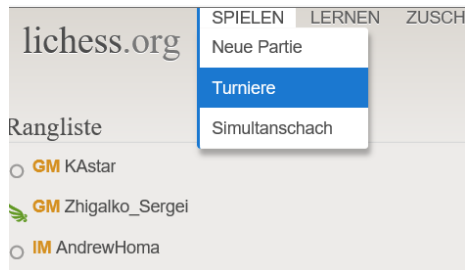 lichess.org
SPIELEN LERNEN ZUSCH
Neue Partie
Turniere
Simultanschach
Rangliste
GM KAstar
GM Zhigalko_Sergei
IM AndrewHoma